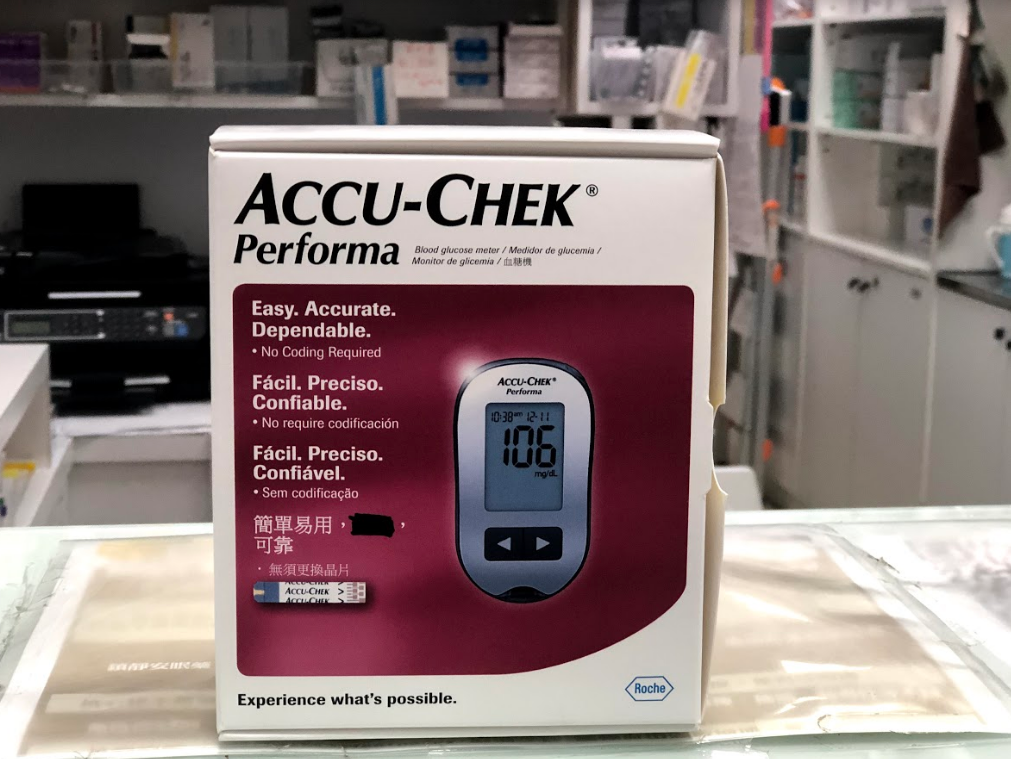 ACCU-CHEK®
Performa
Blood glucose meter / Medidor de glucemia /
Monitor de glicemia / 血糖機
Easy. Accurate.
Dependable.
• No Coding Required
Fácil. Preciso.
Confiable.
• No require codificación
Fácil. Preciso.
Confiável.
• Sem codificação
簡單易用，，
可靠
· 無須更換晶片
ACCU-CHEK >
ACCU-CHEK >
ACCU-CHEK >
ACCU-CHEK®
Performa
10:38am 12-11
106
mg/dL
Experience what's possible.
Roche